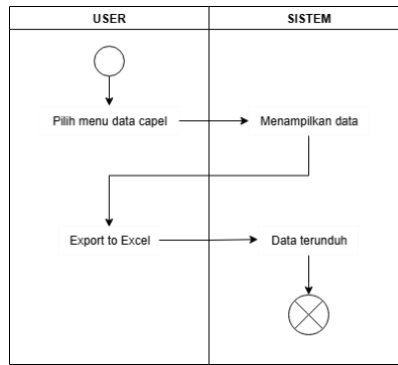 USER
SISTEM
Pilih menu data capel
Menampilkan data
Export to Excel
Data terunduh